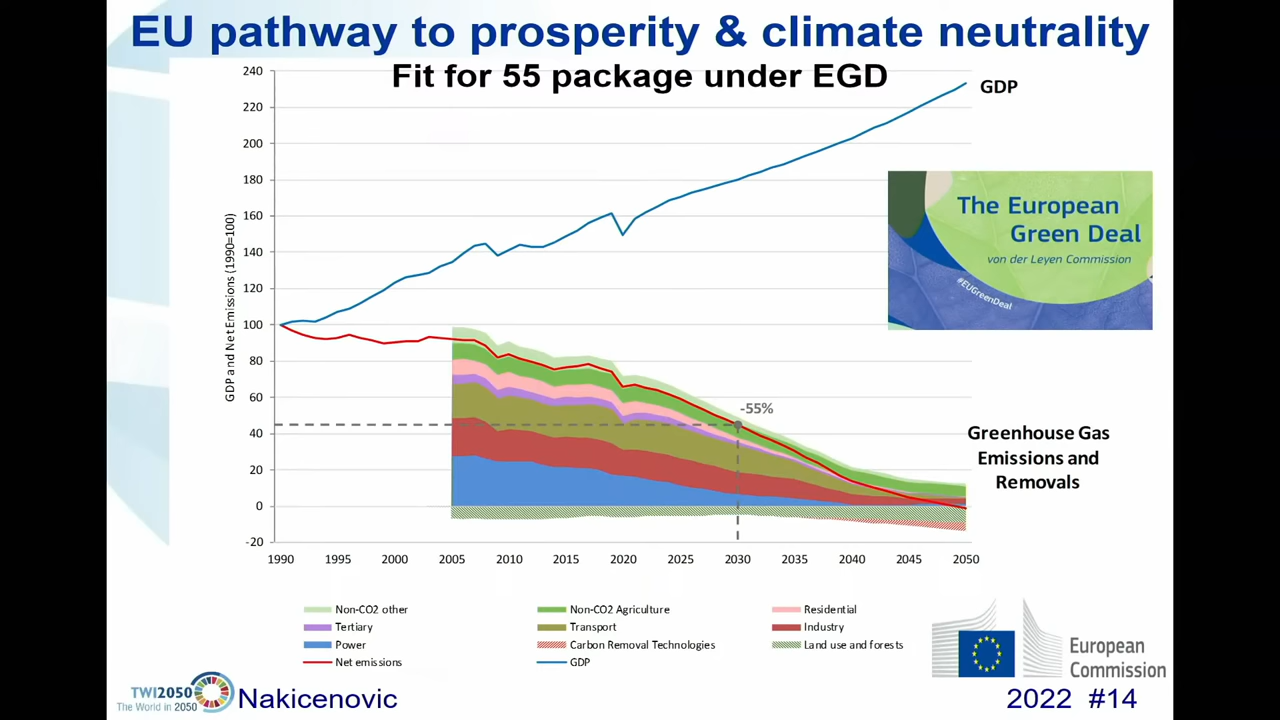 EU pathway to prosperity & climate neutrality
Fit for 55 package under EGD
GDP
240
220
200
180
160
140
120
100
80
60
40
20
0
-20
GDP and Net Emissions (1990=100)
The European
Green Deal
von der Leyen Commission
#EUGreenDeal
-55%
Greenhouse Gas
Emissions and
Removals
1990 1995 2000 2005 2010 2015 2020 2025 2030 2035 2040 2045 2050
Non-CO2 other Non-CO2 Agriculture Residential
Tertiary Transport Industry
Power Carbon Removal Technologies Land use and forests
Net emissions GDP
European
Commission
TWI2050
The World in 2050
Nakicenovic
2022 #14